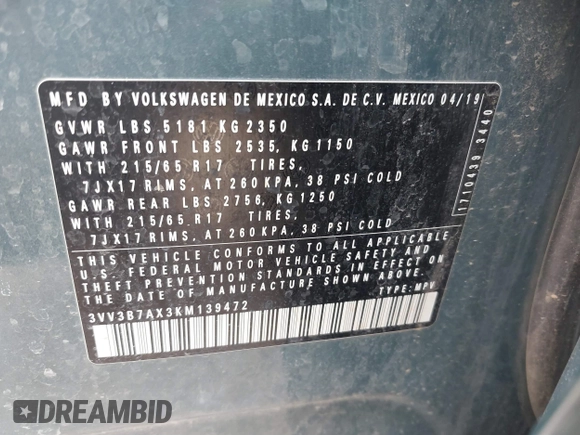 MFD BY VOLKSWAGEN DE MEXICO S.A. DE C.V. MEXICO 04/19
GVWR LBS 5181 KG 2350
GAWR FRONT LBS 2535, KG 1150
WITH 215/65 R17 TIRES,
7JX17 RIMS, AT 260 KPA, 38 PSI COLD
GAWR REAR LBS 2756, KG 1250
WITH 215/65 R17 TIRES,
7JX17 RIMS, AT 260 KPA, 38 PSI COLD
THIS VEHICLE CONFORMS TO ALL APPLICABLE
U.S. FEDERAL MOTOR VEHICLE SAFETY AND
THEFT PREVENTION STANDARDS IN EFFECT ON
THE DATE OF MANUFACTURE SHOWN ABOVE.
3VV3B7AX3KM139472 TYPE: MPV
1710439 3440
DREAMBID